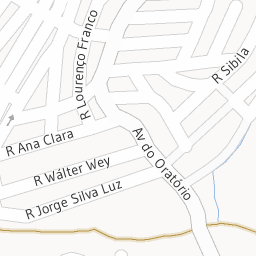 R Lourenço Franco
R Sibila
R Ana Clara
Av do Oratório
R Wálter Wey
R Jorge Silva Luz